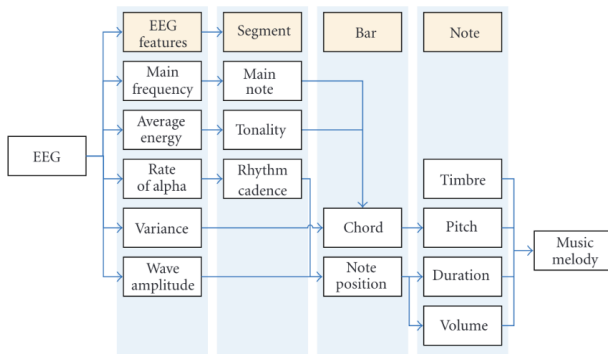 EEG
EEG
features
Segment
Bar
Note
Main
frequency
Main
note
Average
energy
Tonality
Rate
of alpha
Rhythm
cadence
Timbre
Variance
Chord
Pitch
Music
melody
Wave
amplitude
Note
position
Duration
Volume